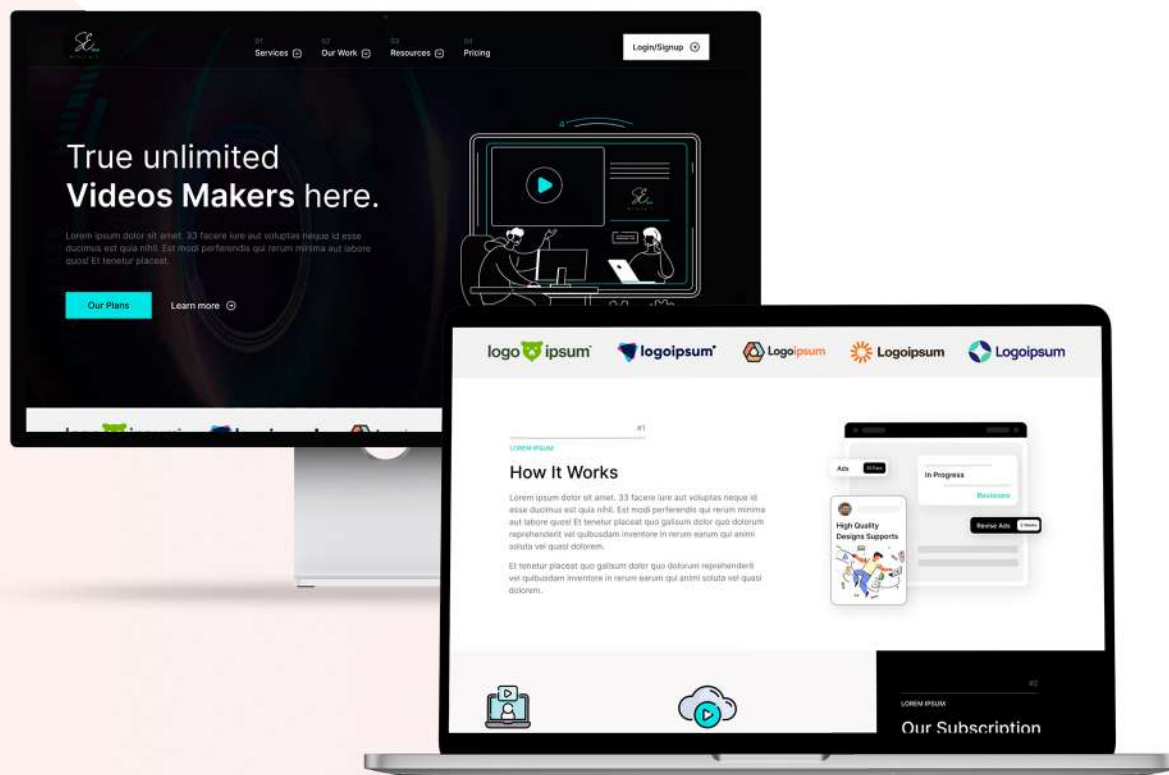 01
02
03
04
Services
Our Work
Resources
Pricing
Login/Signup
True unlimited
Videos Makers here.
Lorem ipsum dolor sit amet. 33 facere iure aut voluptas neque id esse
ducimus est quia nihil. Est modi perferendis qui rerum minima aut labore
quos! Et tenetur placeat.
Our Plans
Learn more
logo ipsum
logoipsum
Logoipsum
Logoipsum
Logoipsum
#1
LOREM IPSUM
How It Works
Lorem ipsum dolor sit amet. 33 facere iure aut voluptas neque id
esse ducimus est quia nihil. Est modi perferendis qui rerum minima
aut labore quos! Et tenetur placeat quo galisum dolor quo dolorum
reprehenderit vel quibusdam inventore in rerum earum qui animi
soluta vel quasi dolorem.
Et tenetur placeat quo galisum dolor quo dolorum reprehenderit
vel quibusdam inventore in rerum earum qui animi soluta vel quasi
dolorem.
Ads
In Progress
Revisions
High Quality
Designs Supports
Revise Ads
#2
LOREM IPSUM
Our Subscription